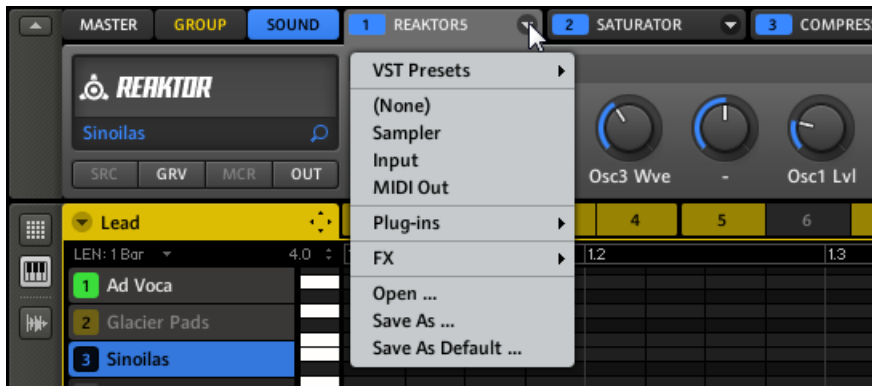 MASTER GROUP SOUND 1 REAKTOR5 2 SATURATOR 3 COMPRES
REAKTOR
Sinoilas
SRC GRV MCR OUT
VST Presets
(None)
Sampler
Input
MIDI Out
Plug-ins
FX
Open ...
Save As ...
Save As Default ...
Osc3 Wve - Osc1 Lvl
Lead 4 5 6
LEN: 1 Bar 4.0 1.2 1.3
1 Ad Voca
2 Glacier Pads
3 Sinoilas